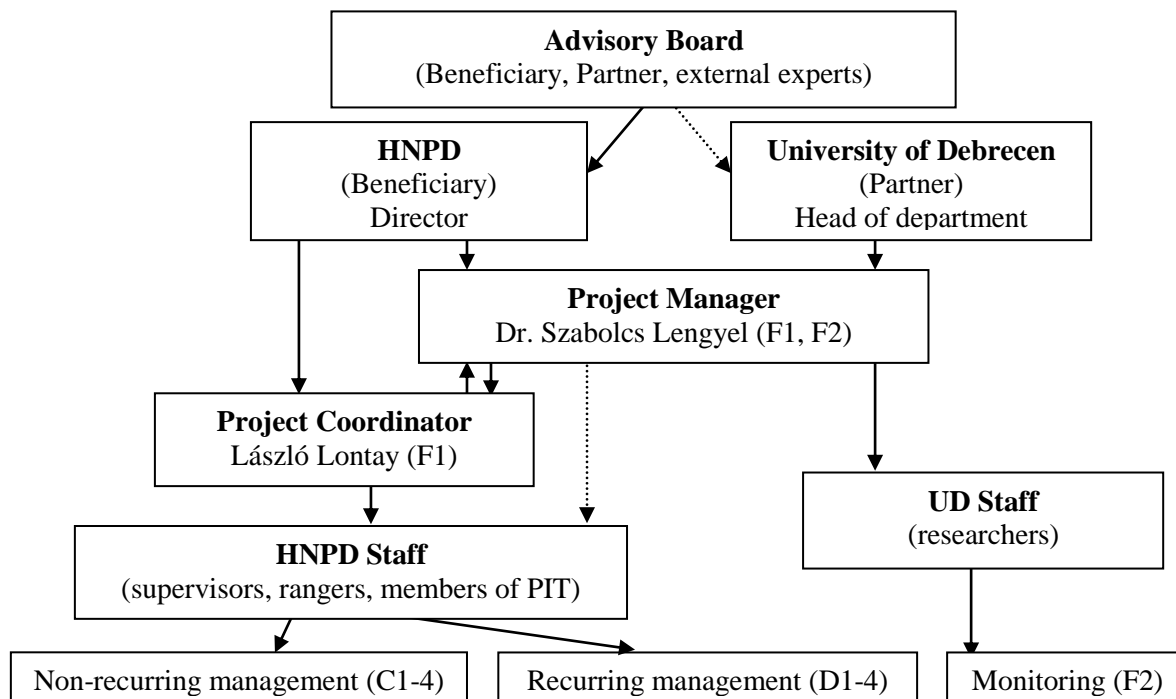 Advisory Board
(Beneficiary, Partner, external experts)
HNPD
(Beneficiary)
Director
University of Debrecen
(Partner)
Head of department
Project Manager
Dr. Szabolcs Lengyel (F1, F2)
Project Coordinator
László Lontay (F1)
UD Staff
(researchers)
HNPD Staff
(supervisors, rangers, members of PIT)
Non-recurring management (C1-4)
Recurring management (D1-4)
Monitoring (F2)